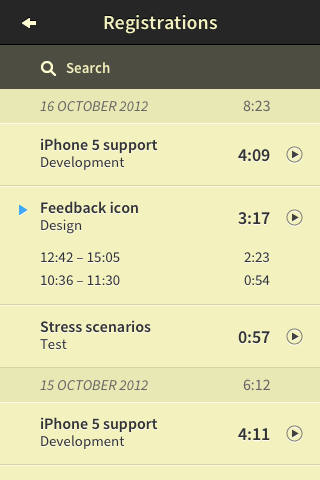 Registrations
Search
16 OCTOBER 2012 8:23
iPhone 5 support
Development
4:09
Feedback icon
Design
3:17
12:42 – 15:05 2:23
10:36 – 11:30 0:54
Stress scenarios
Test
0:57
15 OCTOBER 2012 6:12
iPhone 5 support
Development
4:11